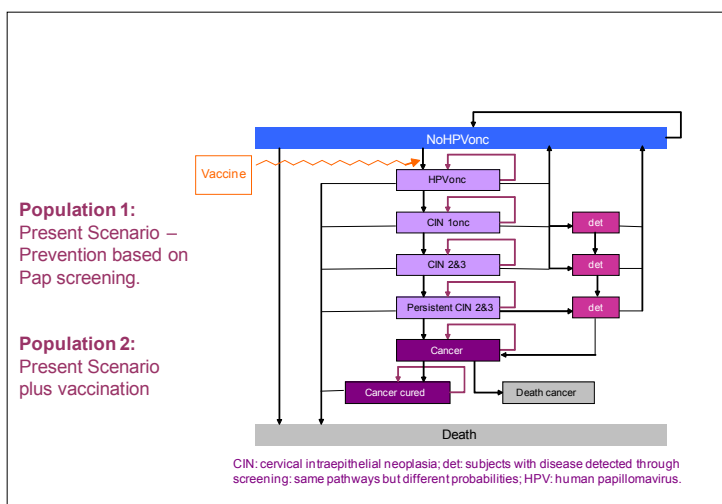 NoHPVonc
Vaccine
HPVonc
Population 1:
Present Scenario –
Prevention based on
Pap screening.
CIN 1onc
det
CIN 2&3
det
Persistent CIN 2&3
det
Population 2:
Present Scenario
plus vaccination
Cancer
Cancer cured
Death cancer
Death
CIN: cervical intraepithelial neoplasia; det: subjects with disease detected through
screening: same pathways but different probabilities; HPV: human papillomavirus.